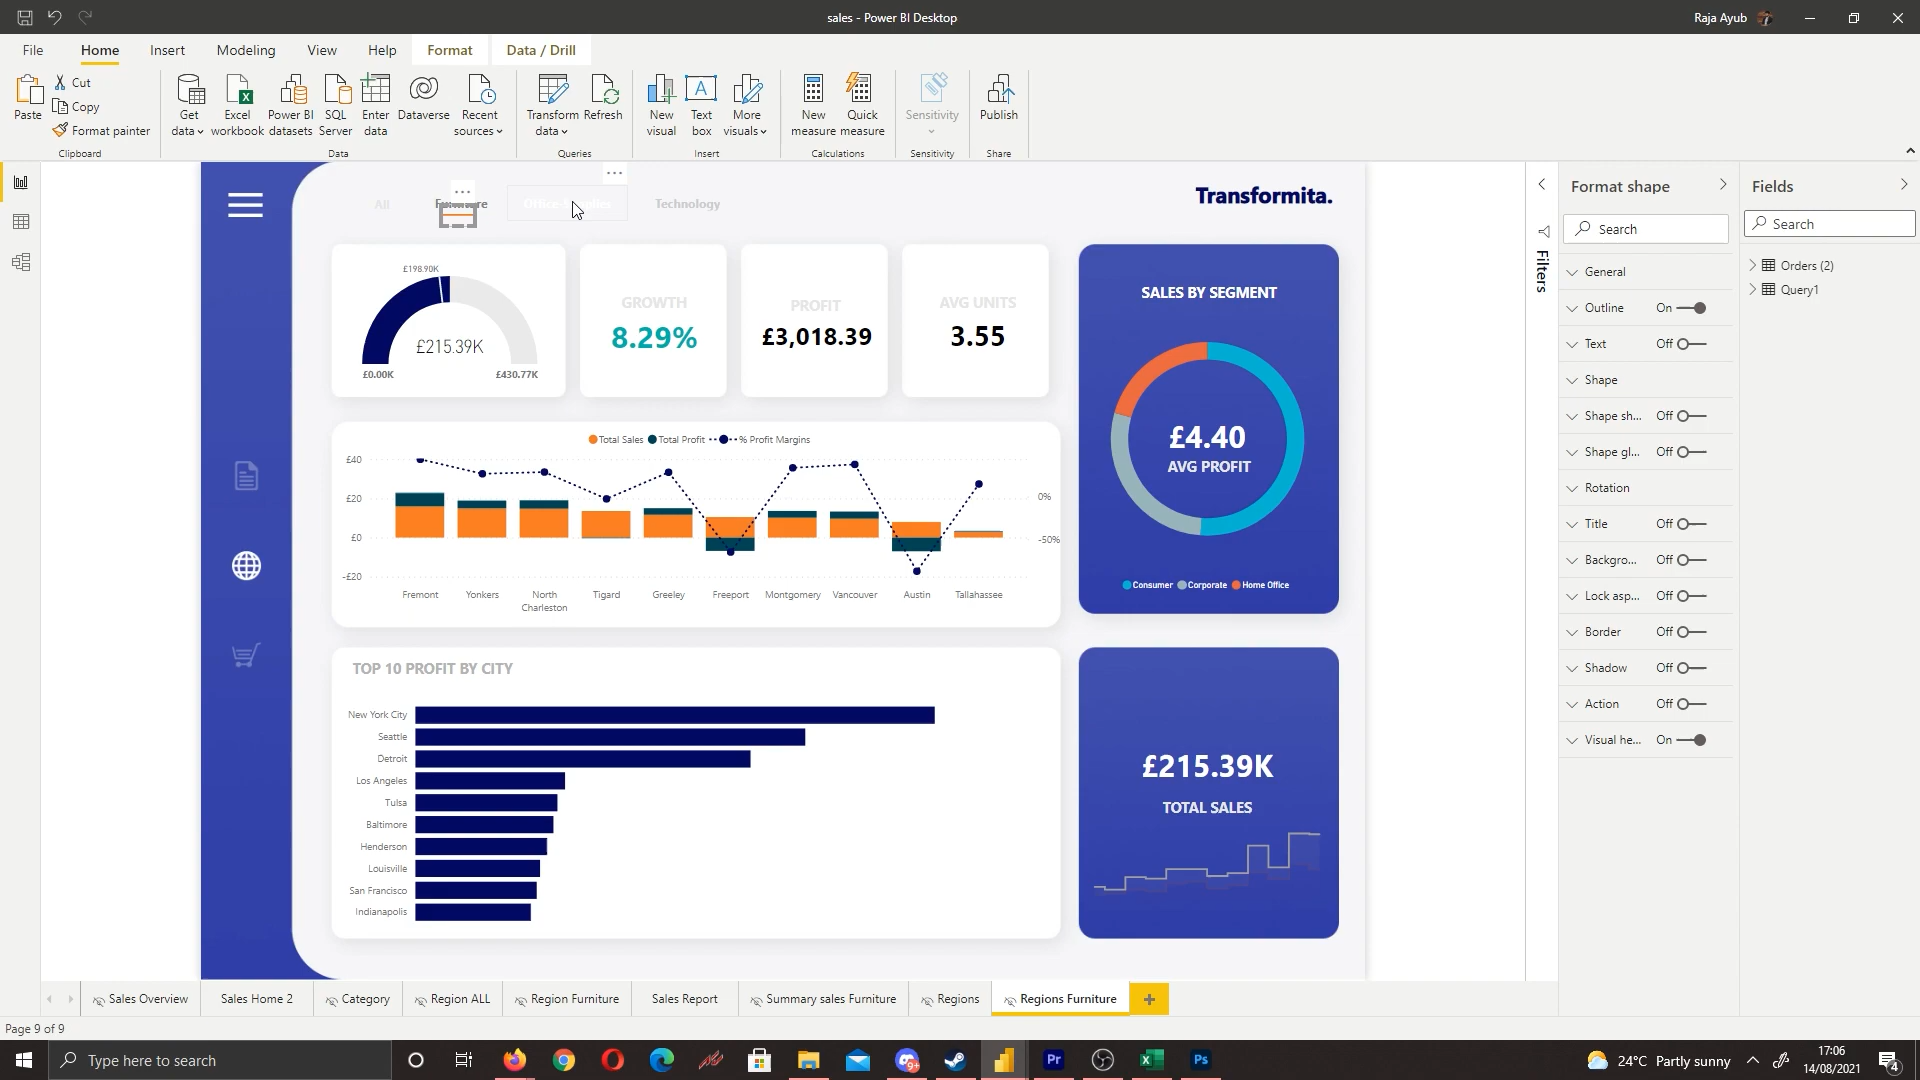 sales - Power BI Desktop
Raja Ayub
File
Home
Insert
Modeling
View
Help
Format
Data / Drill
Paste
Cut
Copy
Format painter
Clipboard
Get data
Excel workbook
Power BI datasets
SQL Server
Enter data
Dataverse
Recent sources
Data
Transform data
Refresh
Queries
New visual
Text box
More visuals
Insert
New measure
Quick measure
Calculations
Sensitivity
Sensitivity
Publish
Share
All
Technology
Transformita.
£198.90K
£215.39K
£0.00K
£430.77K
GROWTH
8.29%
PROFIT
£3,018.39
AVG UNITS
3.55
SALES BY SEGMENT
£4.40
AVG PROFIT
Consumer
Corporate
Home Office
Total Sales
Total Profit
% Profit Margins
£40
£20
£0
-£20
0%
-50%
Fremont
Yonkers
North Charleston
Tigard
Greeley
Freeport
Montgomery
Vancouver
Austin
Tallahassee
TOP 10 PROFIT BY CITY
New York City
Seattle
Detroit
Los Angeles
Tulsa
Baltimore
Henderson
Louisville
San Francisco
Indianapolis
£215.39K
TOTAL SALES
Filters
Format shape
Search
General
Outline On
Text Off
Shape
Shape sh... Off
Shape gl... Off
Rotation
Title Off
Backgro... Off
Lock asp... Off
Border Off
Shadow Off
Action Off
Visual he... On
Fields
Search
Orders (2)
Query1
Sales Overview
Sales Home 2
Category
Region ALL
Region Furniture
Sales Report
Summary sales Furniture
Regions
Regions Furniture
Page 9 of 9
Type here to search
9+
Pr
Ps
24°C Partly sunny
17:06
14/08/2021
4